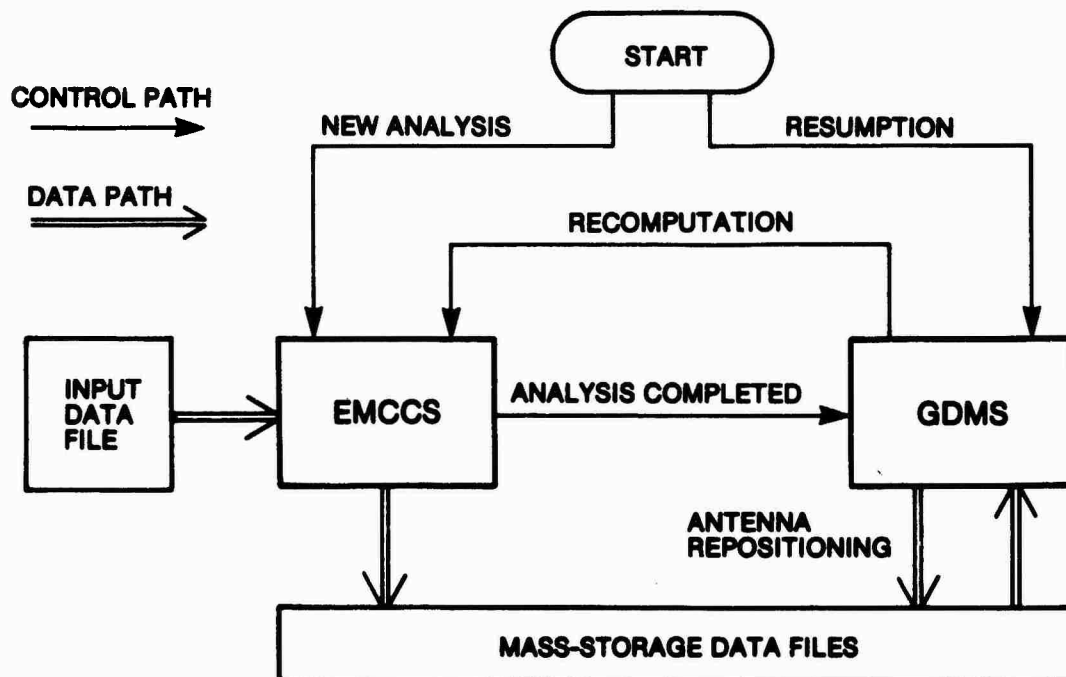 START
CONTROL PATH
NEW ANALYSIS
RESUMPTION
DATA PATH
RECOMPUTATION
INPUT
DATA
FILE
EMCCS
ANALYSIS COMPLETED
GDMS
ANTENNA
REPOSITIONING
MASS-STORAGE DATA FILES